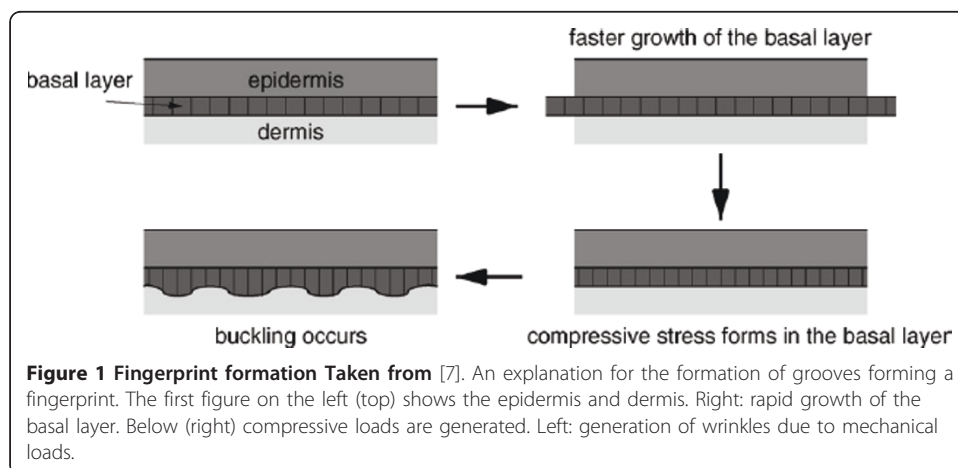 faster growth of the basal layer
basal layer
epidermis
dermis
buckling occurs
compressive stress forms in the basal layer
Figure 1 Fingerprint formation Taken from [7]. An explanation for the formation of grooves forming a
fingerprint. The first figure on the left (top) shows the epidermis and dermis. Right: rapid growth of the
basal layer. Below (right) compressive loads are generated. Left: generation of wrinkles due to mechanical
loads.